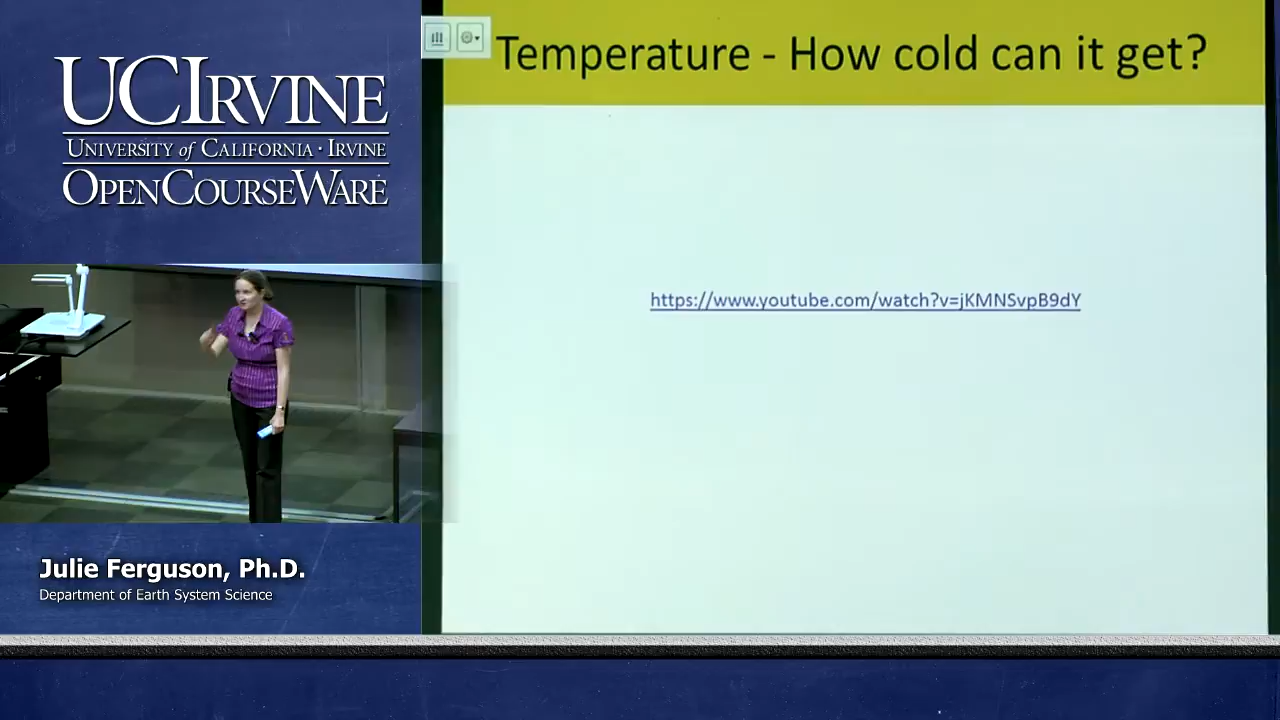 UCIRVINE
UNIVERSITY of CALIFORNIA · IRVINE
OPENCOURSEWARE
Temperature - How cold can it get?
https://www.youtube.com/watch?v=jKMNSvpB9dY
Julie Ferguson, Ph.D.
Department of Earth System Science